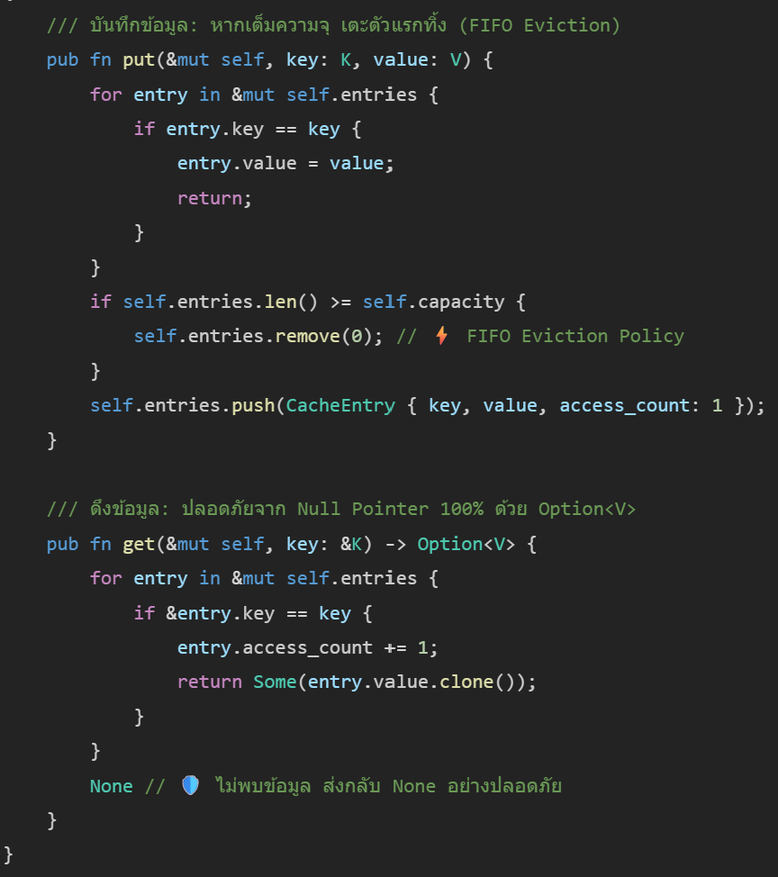 /// บันทึกข้อมูล: หากเต็มความจุ เตะตัวแรกทิ้ง (FIFO Eviction)
pub fn put(&mut self, key: K, value: V) {
for entry in &mut self.entries {
if entry.key == key {
entry.value = value;
return;
}
}
if self.entries.len() >= self.capacity {
self.entries.remove(0); // ⚡ FIFO Eviction Policy
}
self.entries.push(CacheEntry { key, value, access_count: 1 });
}
/// ดึงข้อมูล: ปลอดภัยจาก Null Pointer 100% ด้วย Option<V>
pub fn get(&mut self, key: &K) -> Option<V> {
for entry in &mut self.entries {
if &entry.key == key {
entry.access_count += 1;
return Some(entry.value.clone());
}
}
None // 🛡️ ไม่พบข้อมูล ส่งกลับ None อย่างปลอดภัย
}
}